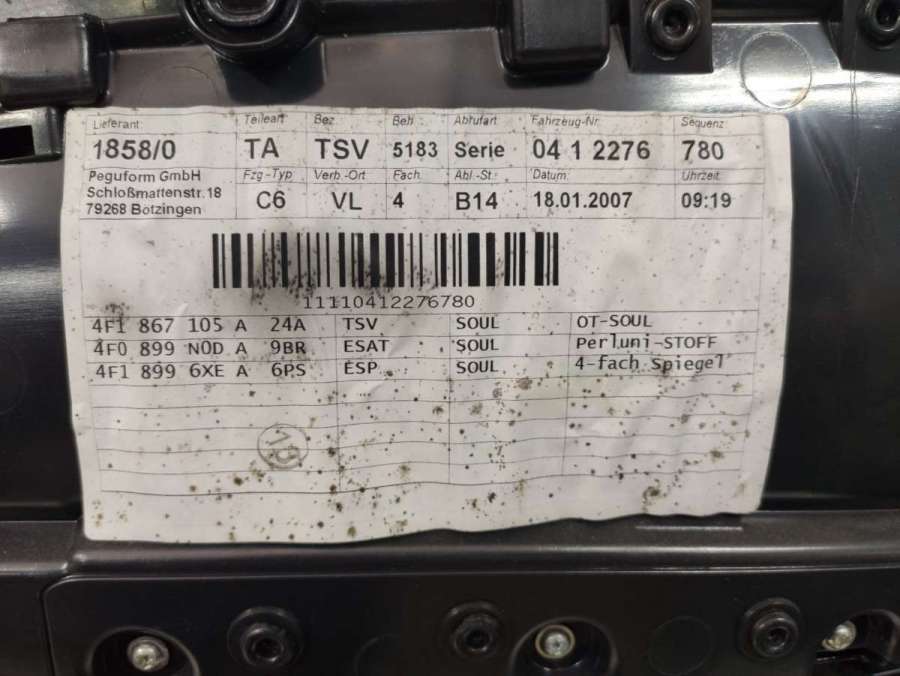 Lieferant Teileart Bez. Beh. Abrufart Fahrzeug-Nr. Sequenz
1858/0 TA TSV 5183 Serie 04 1 2276 780
Peguform GmbH
Schloßmattenstr.18
79268 Bötzingen
Fzg-Typ Verb.-Ort Fach. Abl.-St. Datum. Uhrzeit
C6 VL 4 B14 18.01.2007 09:19
11110412276780
4F1 867 105 A 24A TSV SOUL OT-SOUL
4F0 899 N0D A 9BR ESAT SOUL Perluni-STOFF
4F1 899 6XE A 6PS ESP SOUL 4-fach Spiegel